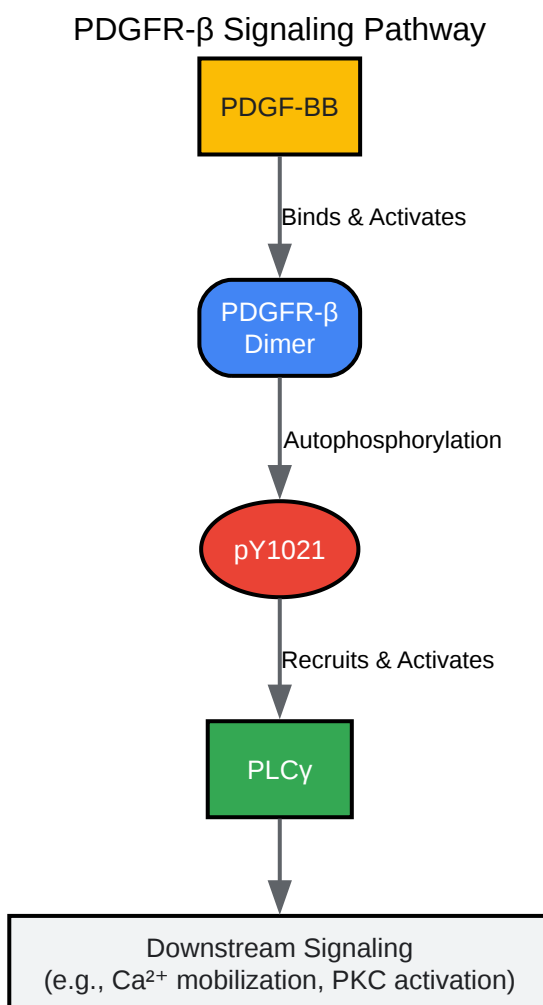 PDGFR-β Signaling Pathway
PDGF-BB
Binds & Activates
PDGFR-β
Dimer
Autophosphorylation
pY1021
Recruits & Activates
PLCγ
Downstream Signaling
(e.g., Ca²⁺ mobilization, PKC activation)